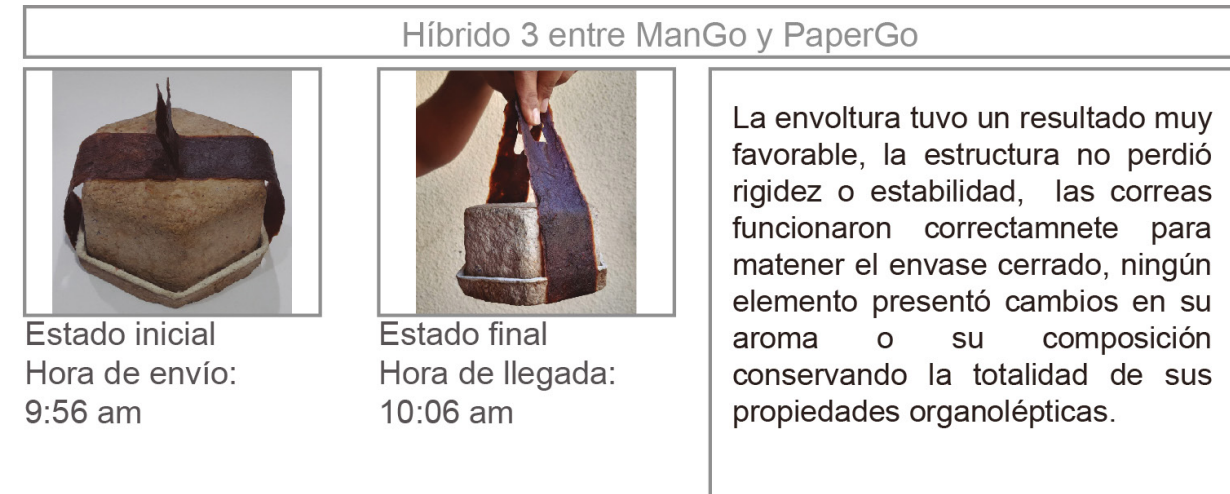 Híbrido 3 entre ManGo y PaperGo
Estado inicial
Hora de envío:
9:56 am
Estado final
Hora de llegada:
10:06 am
La envoltura tuvo un resultado muy
favorable, la estructura no perdió
rigidez o estabilidad, las correas
funcionaron correctamnete para
matener el envase cerrado, ningún
elemento presentó cambios en su
aroma o su composición
conservando la totalidad de sus
propiedades organolépticas.